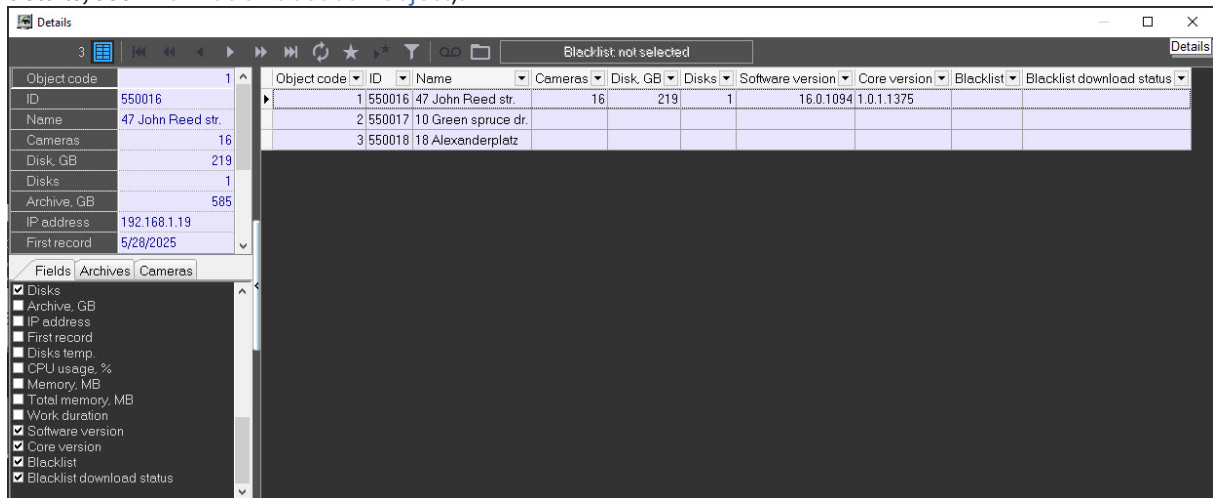 Details
3
Blacklist: not selected
Details
Object code 1
ID 550016
Name 47 John Reed str.
Cameras 16
Disk, GB 219
Disks 1
Archive, GB 585
IP address 192.168.1.19
First record 5/28/2025
Object code ID Name Cameras Disk, GB Disks Software version Core version Blacklist Blacklist download status
1 550016 47 John Reed str. 16 219 1 16.0.1094 1.0.1.1375
2 550017 10 Green spruce dr.
3 550018 18 Alexanderplatz
Fields Archives Cameras
Disks
Archive, GB
IP address
First record
Disks temp.
CPU usage, %
Memory, MB
Total memory, MB
Work duration
Software version
Core version
Blacklist
Blacklist download status